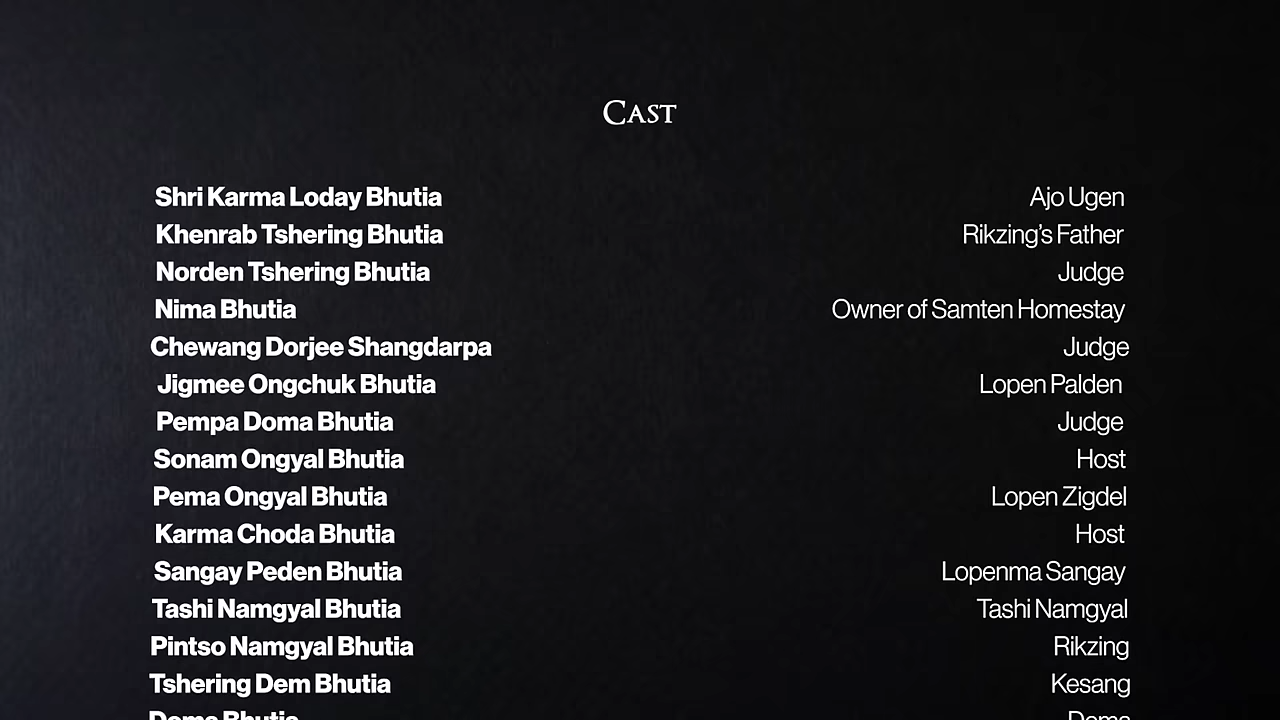 Cast
Shri Karma Loday Bhutia Ajo Ugen
Khenrab Tshering Bhutia Rikzing's Father
Norden Tshering Bhutia Judge
Nima Bhutia Owner of Samten Homestay
Chewang Dorjee Shangdarpa Judge
Jigmee Ongchuk Bhutia Lopen Palden
Pempa Doma Bhutia Judge
Sonam Ongyal Bhutia Host
Pema Ongyal Bhutia Lopen Zigdel
Karma Choda Bhutia Host
Sangay Peden Bhutia Lopenma Sangay
Tashi Namgyal Bhutia Tashi Namgyal
Pintso Namgyal Bhutia Rikzing
Tshering Dem Bhutia Kesang
Doma Bhutia Doma